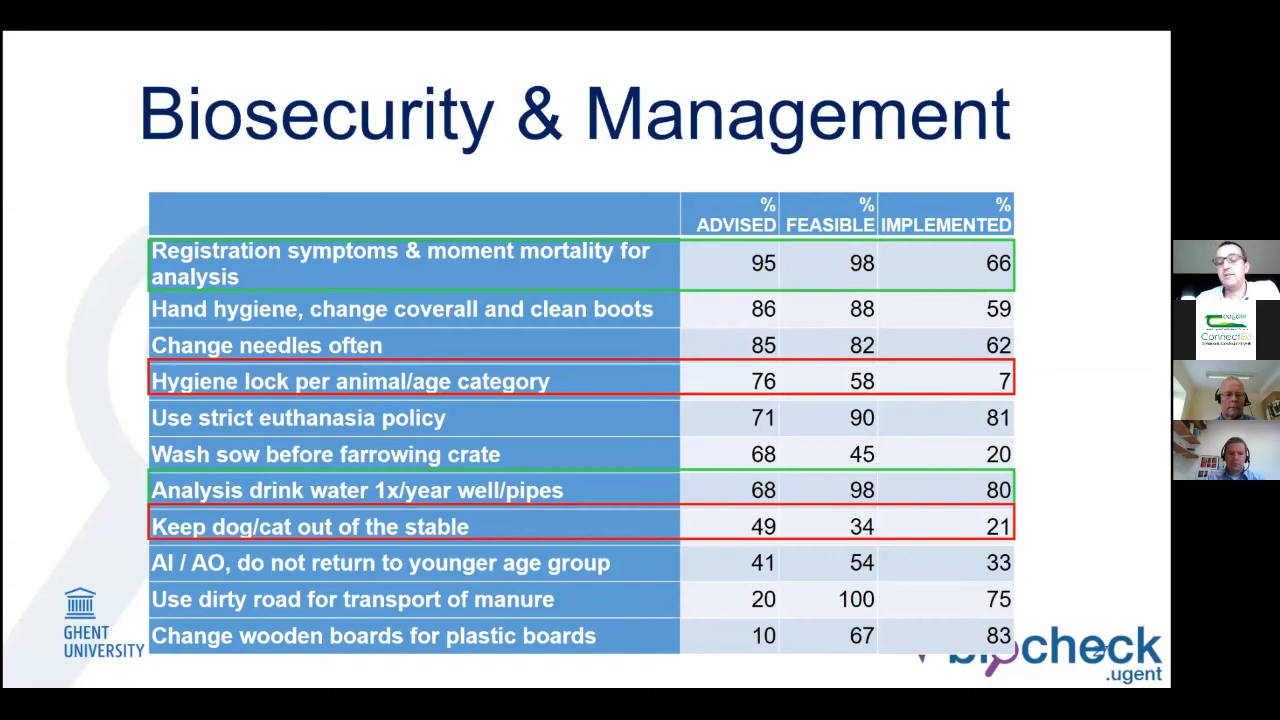 Biosecurity & Management
% ADVISED % FEASIBLE % IMPLEMENTED
Registration symptoms & moment mortality for analysis 95 98 66
Hand hygiene, change coverall and clean boots 86 88 59
Change needles often 85 82 62
Hygiene lock per animal/age category 76 58 7
Use strict euthanasia policy 71 90 81
Wash sow before farrowing crate 68 45 20
Analysis drink water 1x/year well/pipes 68 98 80
Keep dog/cat out of the stable 49 34 21
AI / AO, do not return to younger age group 41 54 33
Use dirty road for transport of manure 20 100 75
Change wooden boards for plastic boards 10 67 83
GHENT
UNIVERSITY
biocheck
.ugent
ConnectEd